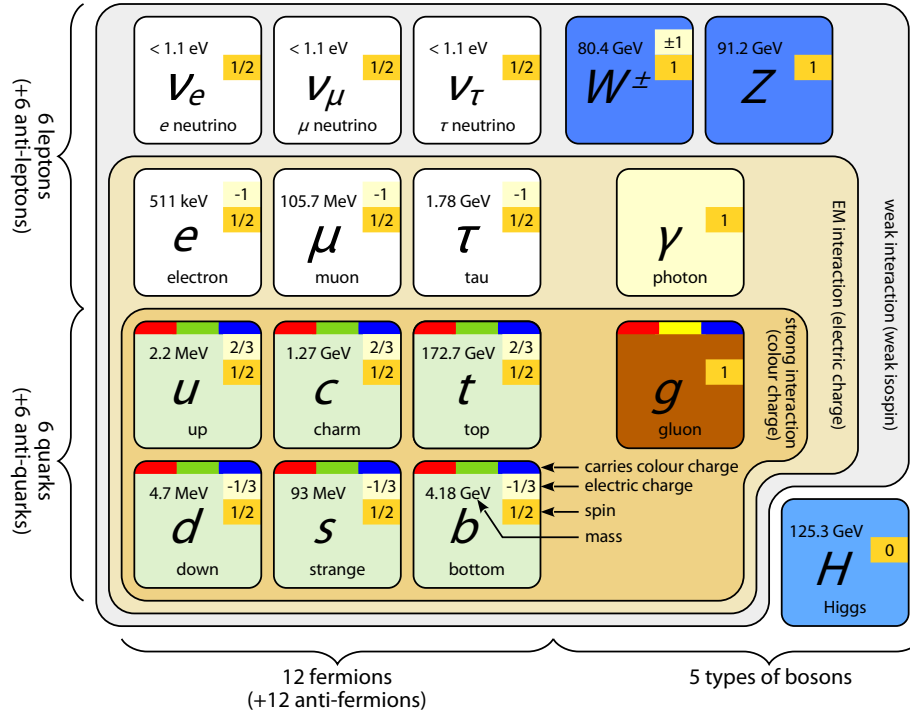 < 1.1 eV
1/2
νe
e neutrino
< 1.1 eV
1/2
νμ
μ neutrino
< 1.1 eV
1/2
ντ
τ neutrino
80.4 GeV
±1
1
W±
91.2 GeV
1
Z
6 leptons
(+6 anti-leptons)
511 keV
-1
1/2
e
electron
105.7 MeV
-1
1/2
μ
muon
1.78 GeV
-1
1/2
τ
tau
1
γ
photon
weak interaction (weak isospin)
EM interaction (electric charge)
strong interaction
(colour charge)
6 quarks
(+6 anti-quarks)
2.2 MeV
2/3
1/2
u
up
1.27 GeV
2/3
1/2
c
charm
172.7 GeV
2/3
1/2
t
top
1
g
gluon
4.7 MeV
-1/3
1/2
d
down
93 MeV
-1/3
1/2
s
strange
4.18 GeV
-1/3
1/2
b
bottom
carries colour charge
electric charge
spin
mass
125.3 GeV
0
H
Higgs
12 fermions
(+12 anti-fermions)
5 types of bosons